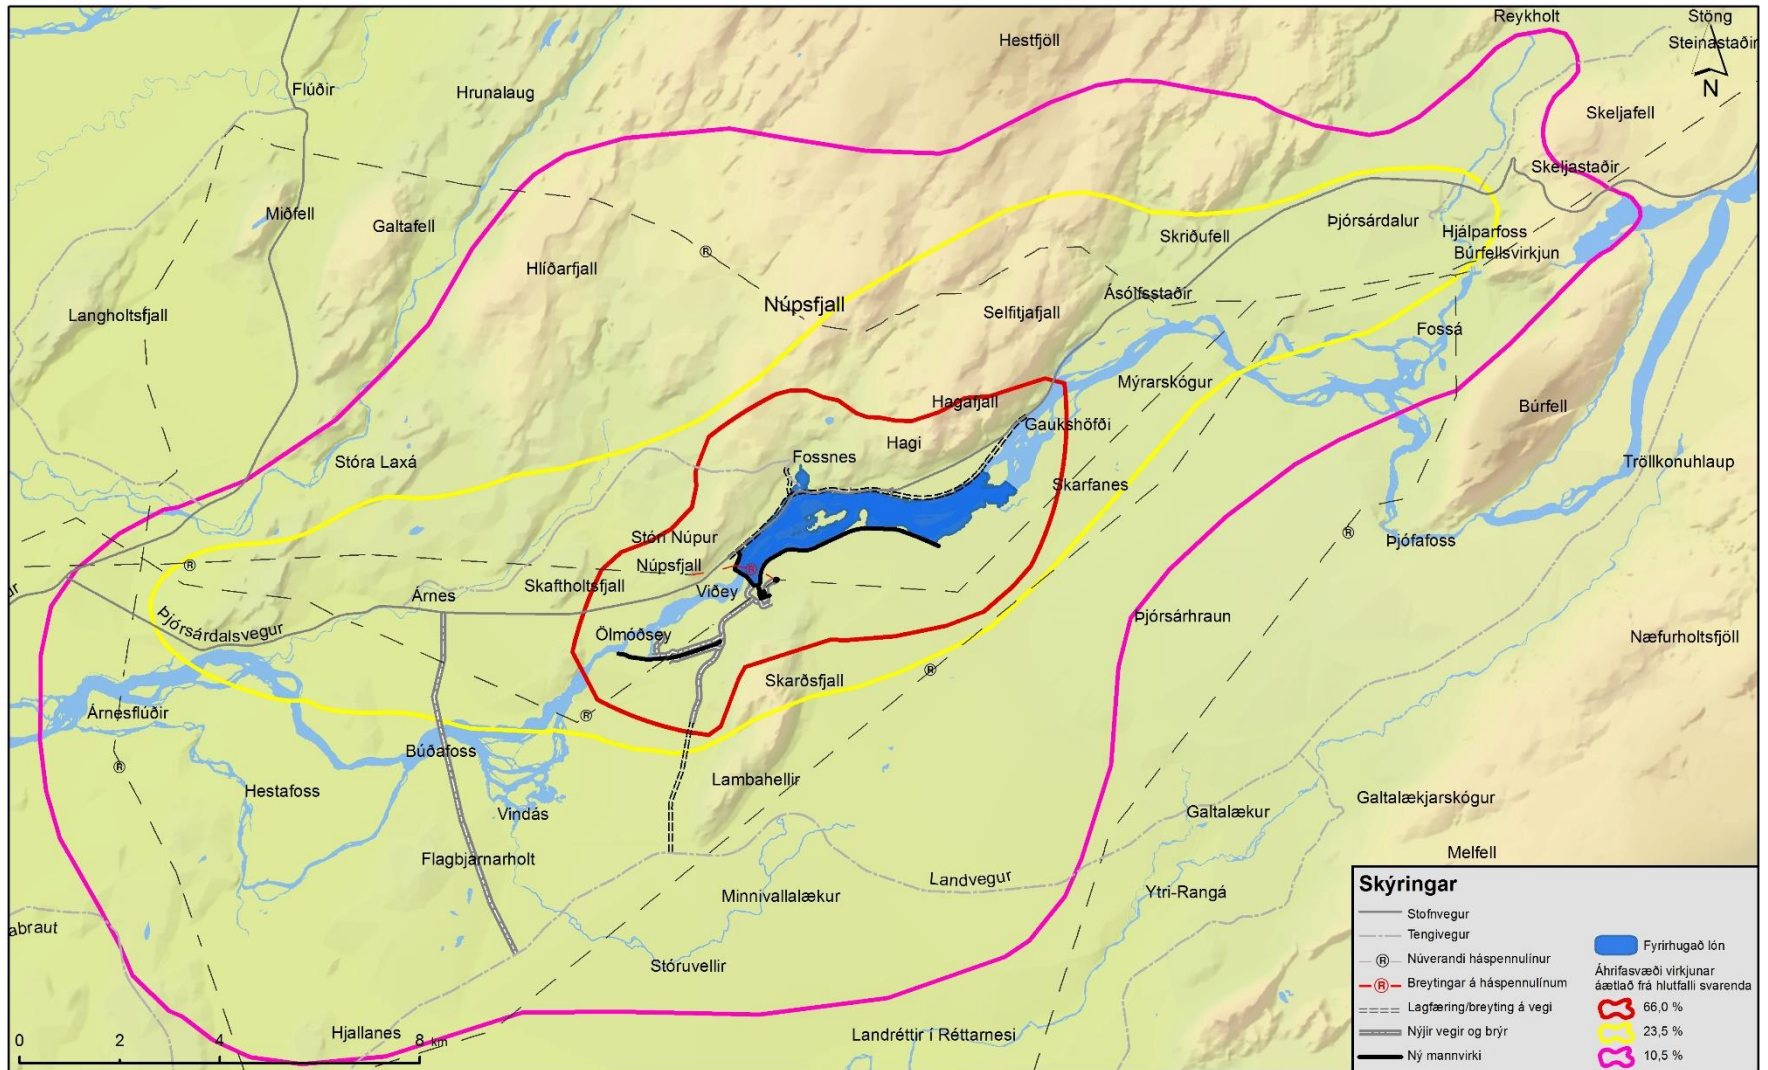 Reykholt
Stöng
Steinastaðir
Hestfjöll
N
Flúðir
Hrunalaug
Skeljafell
Skeljastaðir
Miðfell
Galtafell
Þjórsárdalur
Skriðufell
Hjálparfoss
Búrfellsvirkjun
Hlíðarfjall
Ásólfsstaðir
Núpsfjall
Langholtsfjall
Selfitjafjall
Fossá
Mýrarskógur
Hagafjall
Búrfell
Gaukshöfði
Hagi
Fossnes
Stóra Laxá
Tröllkonuhlaup
Skarfanes
Stóri Núpur
Þjófafoss
Núpsfjall
Skaftholtsfjall
Viðey
Árnes
Þjórsárdalsvegur
Þjórsárhraun
Ölmóðsey
Næfurholtsfjöll
Skarðsfjall
Árnesflúðir
Búðafoss
Lambahellir
Hestafoss
Galtalækjarskógur
Vindás
Galtalækur
Flagbjarnarholt
Melfell
Landvegur
Minnivallalækur
Ytri-Rangá
abraut
Stóruvellir
Hjallanes
Landréttir í Réttarnesi
0 2 4 8 km
R
R
R
R
R
R
R
Skýringar
Stofnvegur
Tengivegur
R Núverandi háspennulínur
R Breytingar á háspennulínum
Lagfæring/breyting á vegi
Nýjir vegir og brýr
Ný mannvirki
Fyrirhugað lón
Áhrifasvæði virkjunar
áætlað frá hlutfalli svarenda
66,0 %
23,5 %
10,5 %